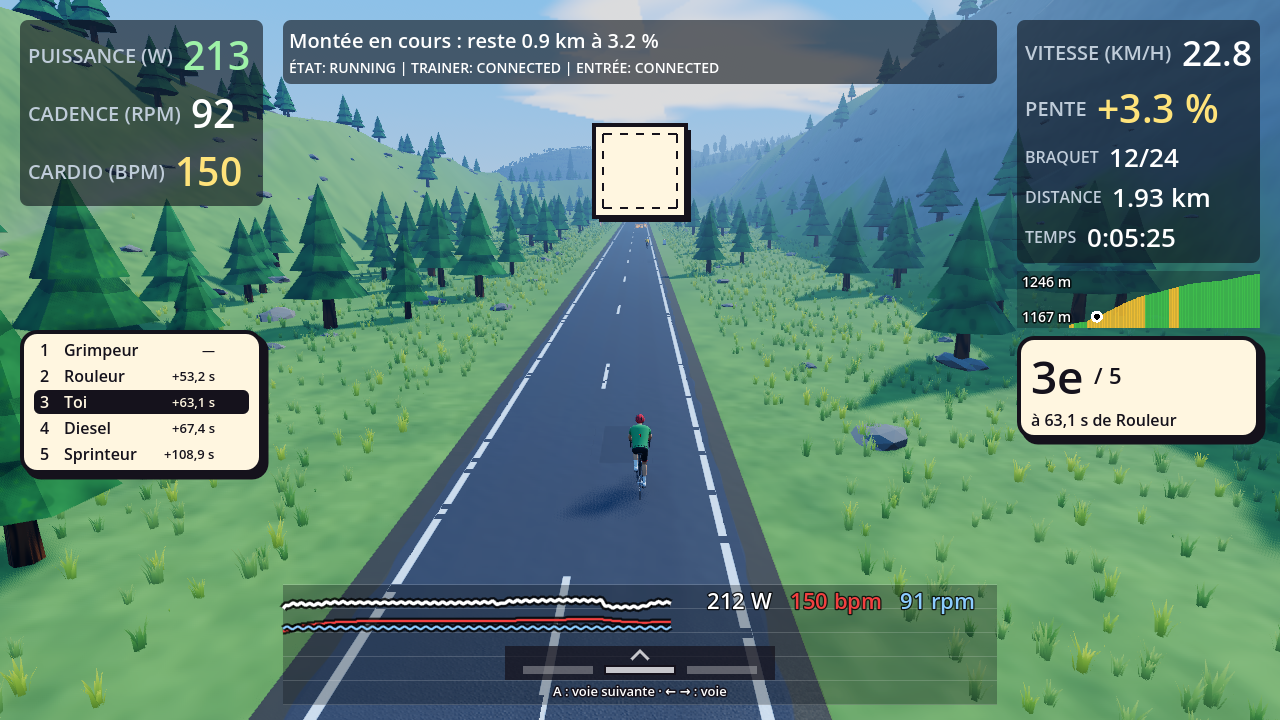 PUISSANCE (W) 213
CADENCE (RPM) 92
CARDIO (BPM) 150
Montée en cours : reste 0.9 km à 3.2 %
ÉTAT: RUNNING | TRAINER: CONNECTED | ENTRÉE: CONNECTED
VITESSE (KM/H) 22.8
PENTE +3.3 %
BRAQUET 12/24
DISTANCE 1.93 km
TEMPS 0:05:25
1246 m
1167 m
1 Grimpeur —
2 Rouleur +53,2 s
3 Toi +63,1 s
4 Diesel +67,4 s
5 Sprinteur +108,9 s
3e / 5
à 63,1 s de Rouleur
212 W 150 bpm 91 rpm
A : voie suivante · ← → : voie